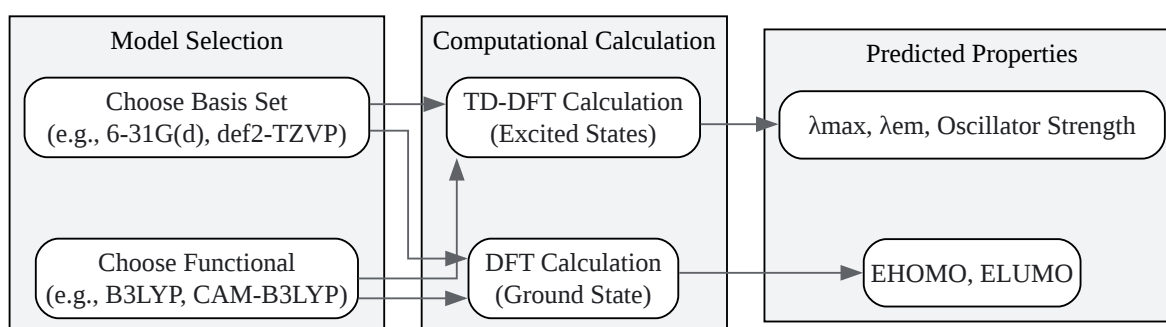 Model Selection
Choose Basis Set
(e.g., 6-31G(d), def2-TZVP)
Choose Functional
(e.g., B3LYP, CAM-B3LYP)
Computational Calculation
TD-DFT Calculation
(Excited States)
DFT Calculation
(Ground State)
Predicted Properties
λmax, λem, Oscillator Strength
EHOMO, ELUMO